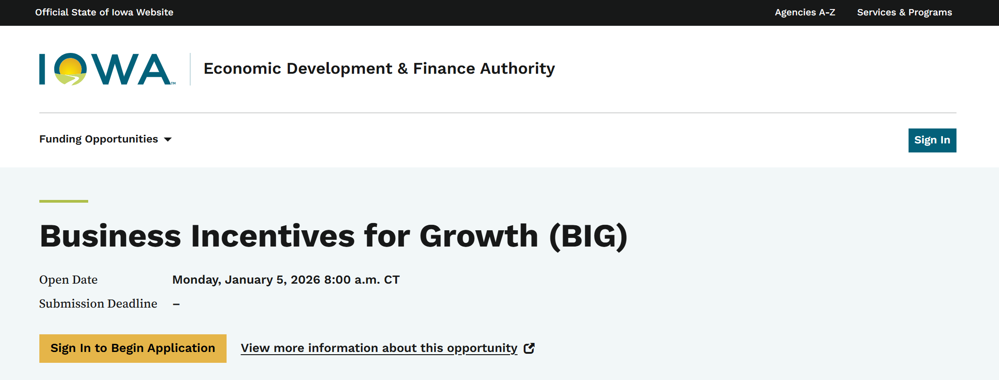 Official State of Iowa Website
Agencies A-Z
Services & Programs
IOWA™
Economic Development & Finance Authority
Funding Opportunities
Sign In
Business Incentives for Growth (BIG)
Open Date Monday, January 5, 2026 8:00 a.m. CT
Submission Deadline –
Sign In to Begin Application
View more information about this opportunity